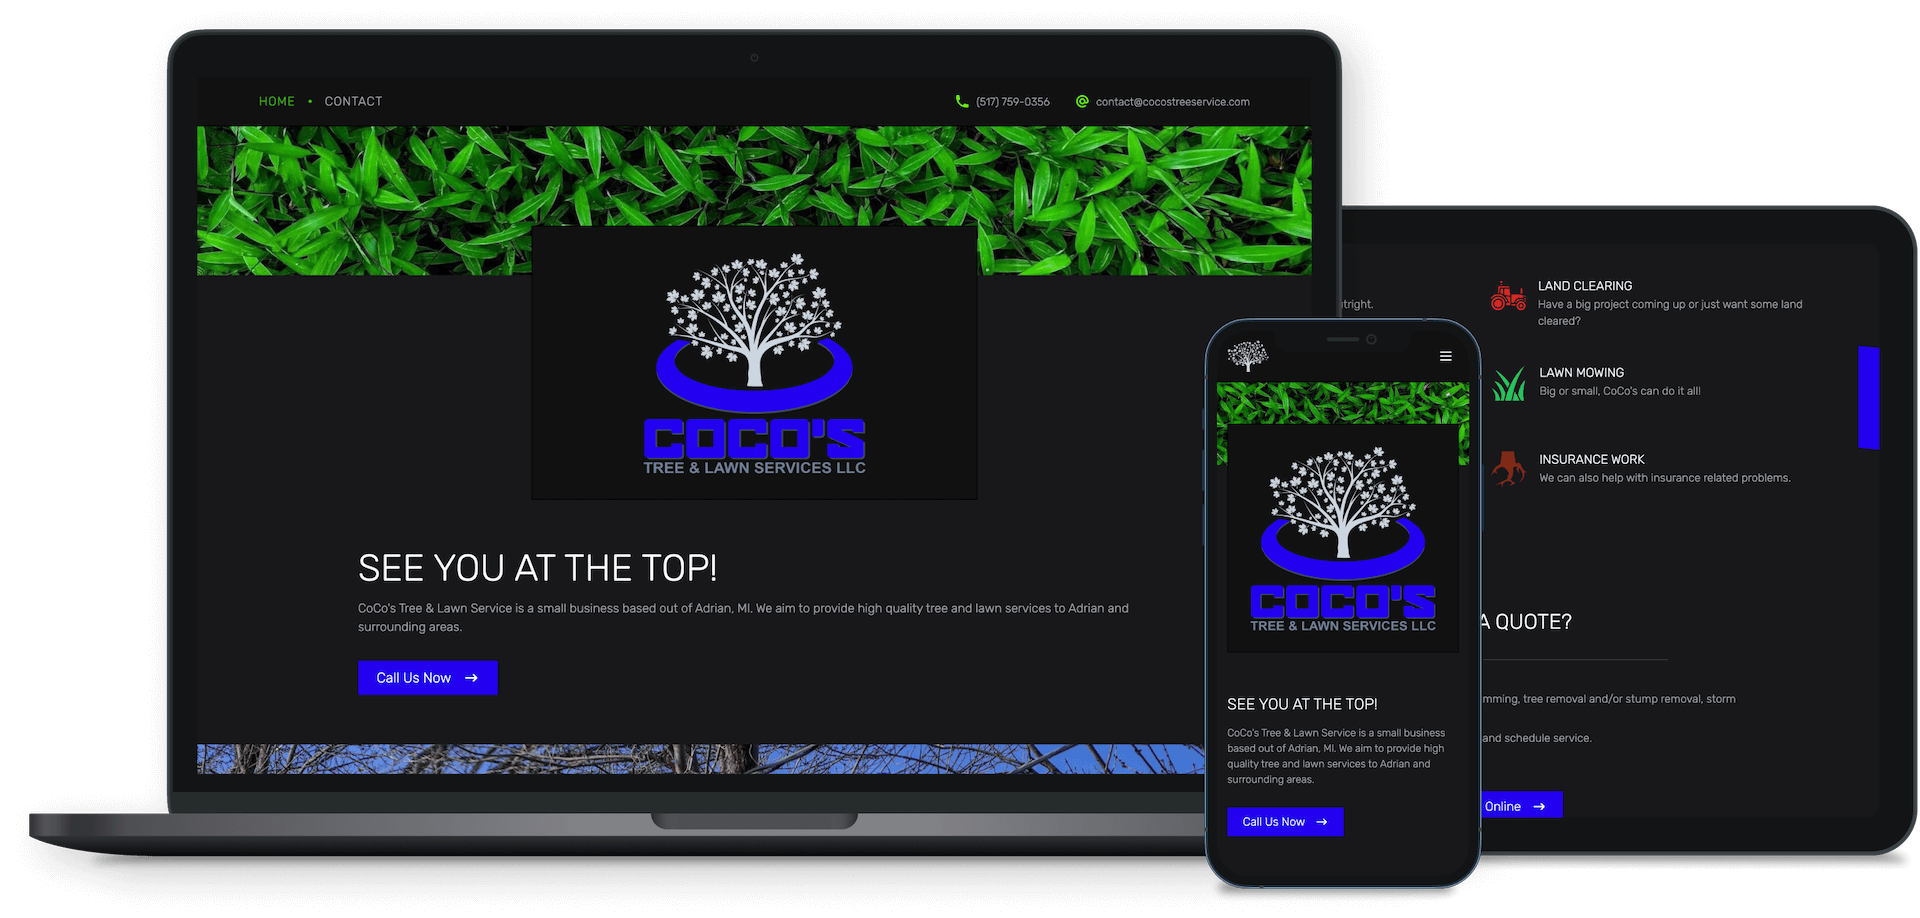 HOME • CONTACT
(517) 759-0356
contact@cocostreeservice.com
COCO'S
TREE & LAWN SERVICES LLC
SEE YOU AT THE TOP!
CoCo's Tree & Lawn Service is a small business based out of Adrian, MI. We aim to provide high quality tree and lawn services to Adrian and
surrounding areas.
Call Us Now →
COCO'S
TREE & LAWN SERVICES LLC
SEE YOU AT THE TOP!
CoCo's Tree & Lawn Service is a small business
based out of Adrian, MI. We aim to provide high
quality tree and lawn services to Adrian and
surrounding areas.
Call Us Now →
LAND CLEARING
Have a big project coming up or just want some land
cleared?
LAWN MOWING
Big or small, CoCo's can do it all!
INSURANCE WORK
We can also help with insurance related problems.
A QUOTE?
tree removal and/or stump removal, storm
and schedule service.
Online →